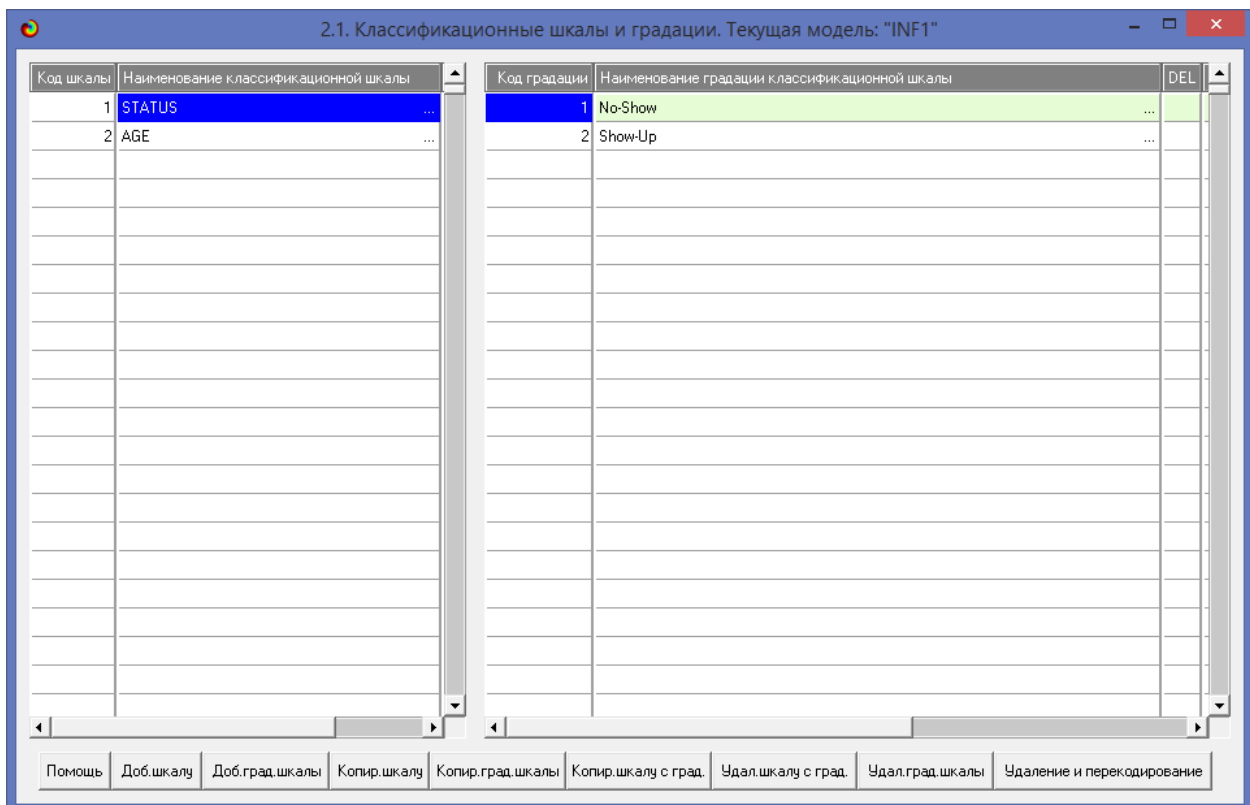 2.1. Классификационные шкалы и градации. Текущая модель: "INF1"
Код шкалы Наименование классификационной шкалы
1 STATUS ...
2 AGE ...
Код градации Наименование градации классификационной шкалы DEL
1 No-Show ...
2 Show-Up ...
Помощь Доб.шкалу Доб.град.шкалы Копир.шкалу Копир.град.шкалы Копир.шкалу с град. Удал.шкалу с град. Удал.град.шкалы Удаление и перекодирование